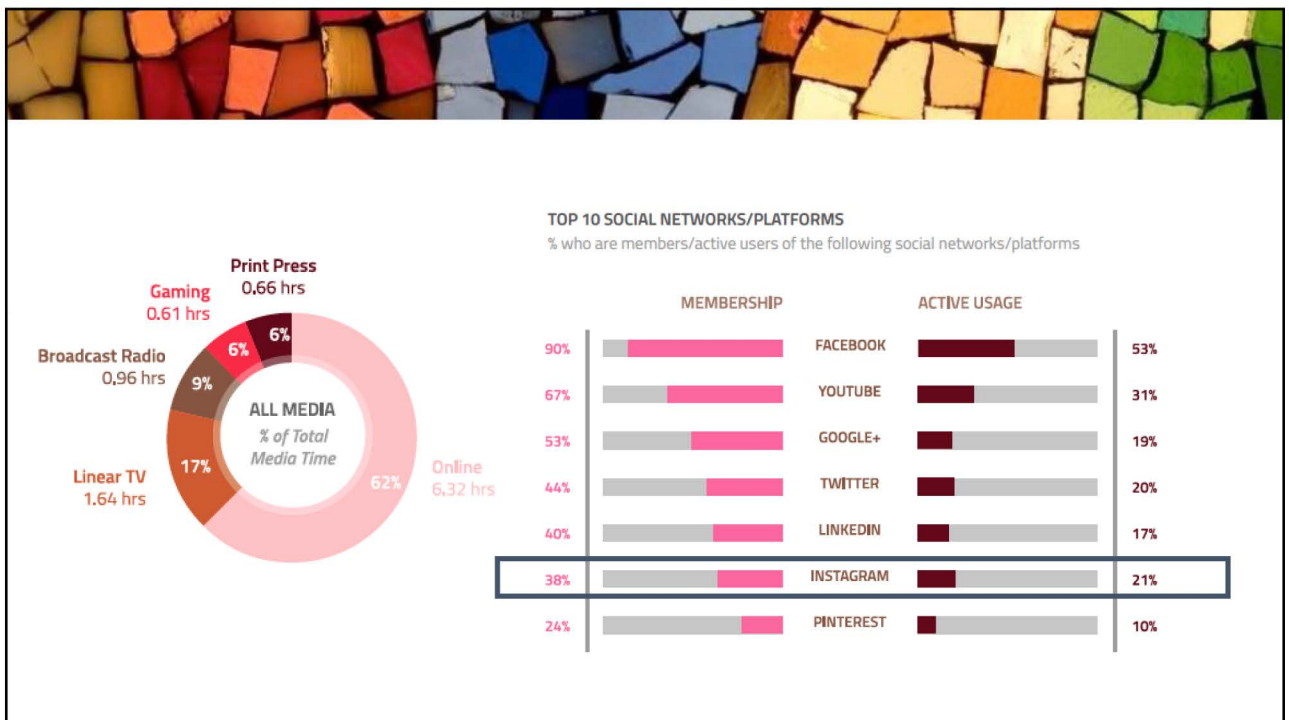 Print Press
0.66 hrs
Gaming
0.61 hrs
Broadcast Radio
0.96 hrs
Linear TV
1.64 hrs
Online
6.32 hrs
6%
6%
9%
17%
62%
ALL MEDIA
% of Total
Media Time
TOP 10 SOCIAL NETWORKS/PLATFORMS
% who are members/active users of the following social networks/platforms
MEMBERSHIP ACTIVE USAGE
90% FACEBOOK 53%
67% YOUTUBE 31%
53% GOOGLE+ 19%
44% TWITTER 20%
40% LINKEDIN 17%
38% INSTAGRAM 21%
24% PINTEREST 10%